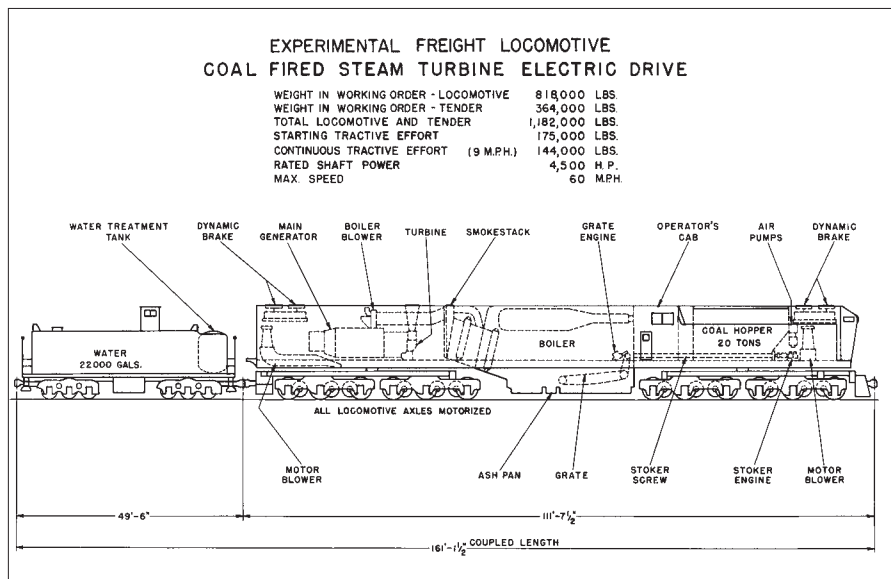 EXPERIMENTAL FREIGHT LOCOMOTIVE
COAL FIRED STEAM TURBINE ELECTRIC DRIVE
WEIGHT IN WORKING ORDER - LOCOMOTIVE 818,000 LBS.
WEIGHT IN WORKING ORDER - TENDER 364,000 LBS.
TOTAL LOCOMOTIVE AND TENDER 1,182,000 LBS.
STARTING TRACTIVE EFFORT 175,000 LBS.
CONTINUOUS TRACTIVE EFFORT (9 M.P.H.) 144,000 LBS.
RATED SHAFT POWER 4,500 H.P.
MAX. SPEED 60 M.P.H.
WATER TREATMENT
TANK
DYNAMIC
BRAKE
MAIN
GENERATOR
BOILER
BLOWER
TURBINE
SMOKESTACK
GRATE
ENGINE
OPERATOR'S
CAB
AIR
PUMPS
DYNAMIC
BRAKE
WATER
22000 GALS.
BOILER
COAL HOPPER
20 TONS
ALL LOCOMOTIVE AXLES MOTORIZED
MOTOR
BLOWER
ASH PAN
GRATE
STOKER
SCREW
STOKER
ENGINE
MOTOR
BLOWER
49'-6"
111'-7½"
161'-1½" COUPLED LENGTH